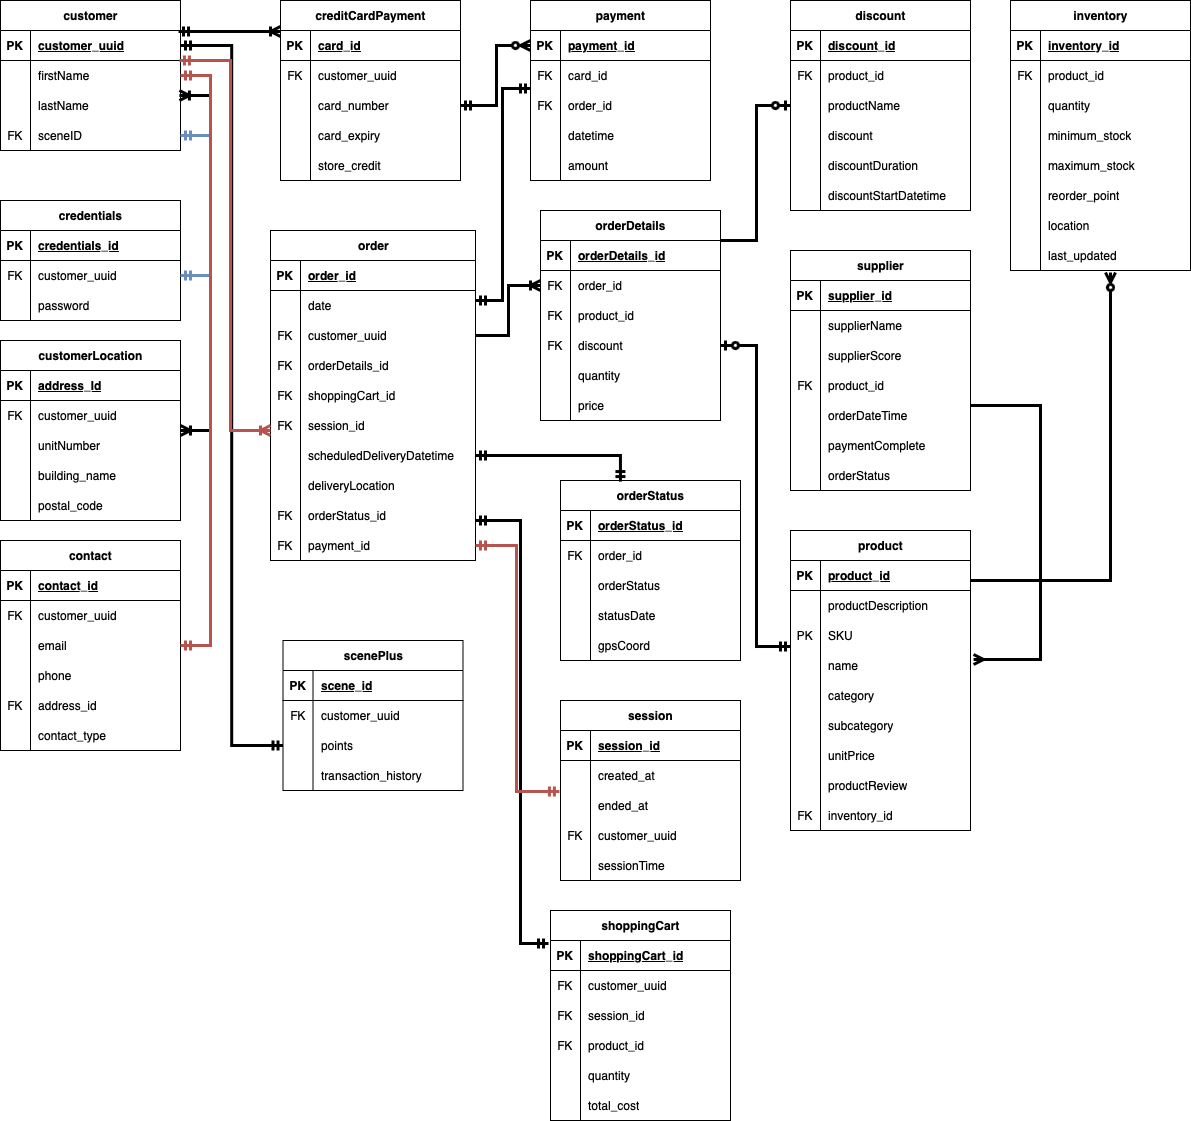 customer
PK customer_uuid
firstName
lastName
FK sceneID
creditCardPayment
PK card_id
FK customer_uuid
card_number
card_expiry
store_credit
payment
PK payment_id
FK card_id
FK order_id
datetime
amount
discount
PK discount_id
FK product_id
productName
discount
discountDuration
discountStartDatetime
inventory
PK inventory_id
FK product_id
quantity
minimum_stock
maximum_stock
reorder_point
location
last_updated
credentials
PK credentials_id
FK customer_uuid
password
order
PK order_id
date
FK customer_uuid
FK orderDetails_id
FK shoppingCart_id
FK session_id
scheduledDeliveryDatetime
deliveryLocation
FK orderStatus_id
FK payment_id
orderDetails
PK orderDetails_id
FK order_id
FK product_id
FK discount
quantity
price
supplier
PK supplier_id
supplierName
supplierScore
FK product_id
orderDateTime
paymentComplete
orderStatus
customerLocation
PK address_Id
FK customer_uuid
unitNumber
building_name
postal_code
orderStatus
PK orderStatus_id
FK order_id
orderStatus
statusDate
gpsCoord
product
PK product_id
productDescription
PK SKU
name
category
subcategory
unitPrice
productReview
FK inventory_id
contact
PK contact_id
FK customer_uuid
email
phone
FK address_id
contact_type
scenePlus
PK scene_id
FK customer_uuid
points
transaction_history
session
PK session_id
created_at
ended_at
FK customer_uuid
sessionTime
shoppingCart
PK shoppingCart_id
FK customer_uuid
FK session_id
FK product_id
quantity
total_cost